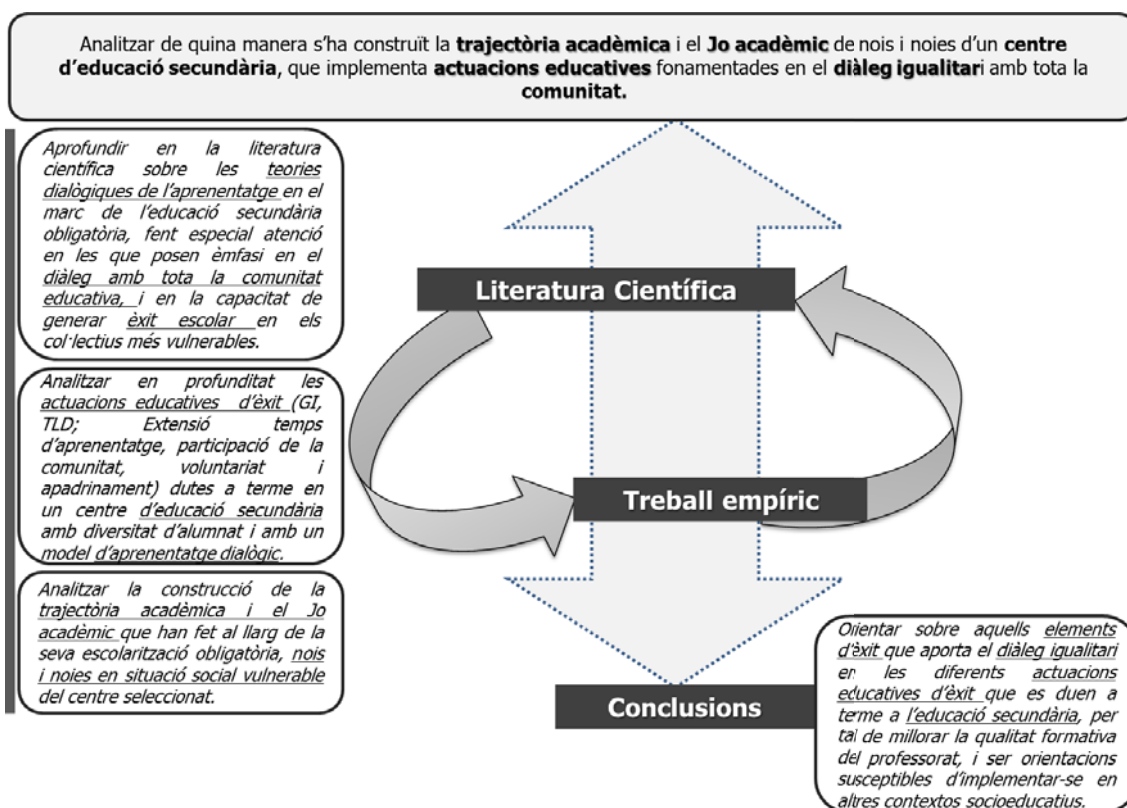 Analitzar de quina manera s’ha construït la trajectòria acadèmica i el Jo acadèmic de nois i noies d’un centre
d’educació secundària, que implementa actuacions educatives fonamentades en el diàleg igualitari amb tota la
comunitat.
Aprofundir en la literatura
científica sobre les teories
dialògiques de l’aprenentatge en el
marc de l’educació secundària
obligatòria, fent especial atenció
en les que posen èmfasi en el
diàleg amb tota la comunitat
educativa, i en la capacitat de
generar èxit escolar en els
col·lectius més vulnerables.
Analitzar en profunditat les
actuacions educatives d’èxit (GI,
TLD; Extensió temps
d’aprenentatge, participació de la
comunitat, voluntariat i
apadrinament) dutes a terme en
un centre d’educació secundària
amb diversitat d’alumnat i amb un
model d’aprenentatge dialògic.
Analitzar la construcció de la
trajectòria acadèmica i el Jo
acadèmic que han fet al llarg de la
seva escolarització obligatòria, nois
i noies en situació social vulnerable
del centre seleccionat.
Literatura Científica
Treball empíric
Conclusions
Orientar sobre aquells elements
d’èxit que aporta el diàleg igualitari
en les diferents actuacions
educatives d’èxit que es duen a
terme a l’educació secundària, per
tal de millorar la qualitat formativa
del professorat, i ser orientacions
susceptibles d’implementar-se en
altres contextos socioeducatius.